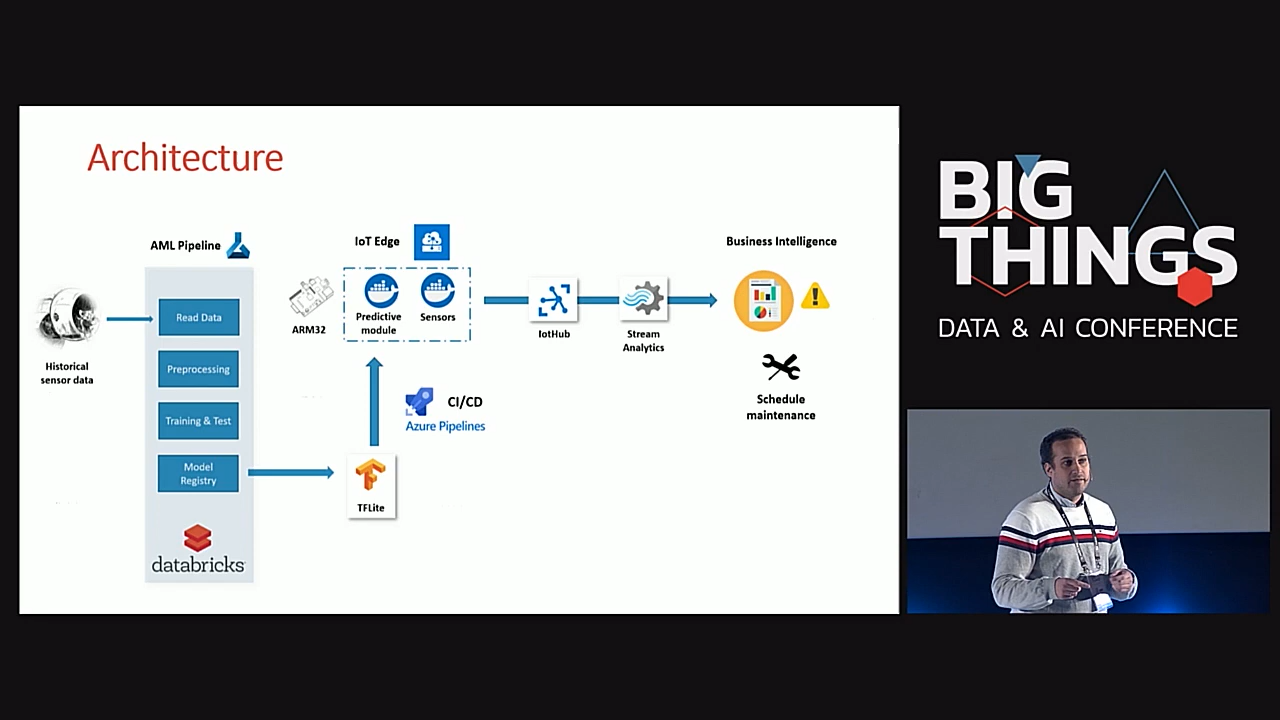 Architecture
AML Pipeline
Historical
sensor data
Read Data
Preprocessing
Training & Test
Model
Registry
databricks
ARM32
IoT Edge
Predictive
module
Sensors
CI/CD
Azure Pipelines
TFLite
IotHub
Stream
Analytics
Business Intelligence
Schedule
maintenance
BIG
THINGS
DATA & AI CONFERENCE